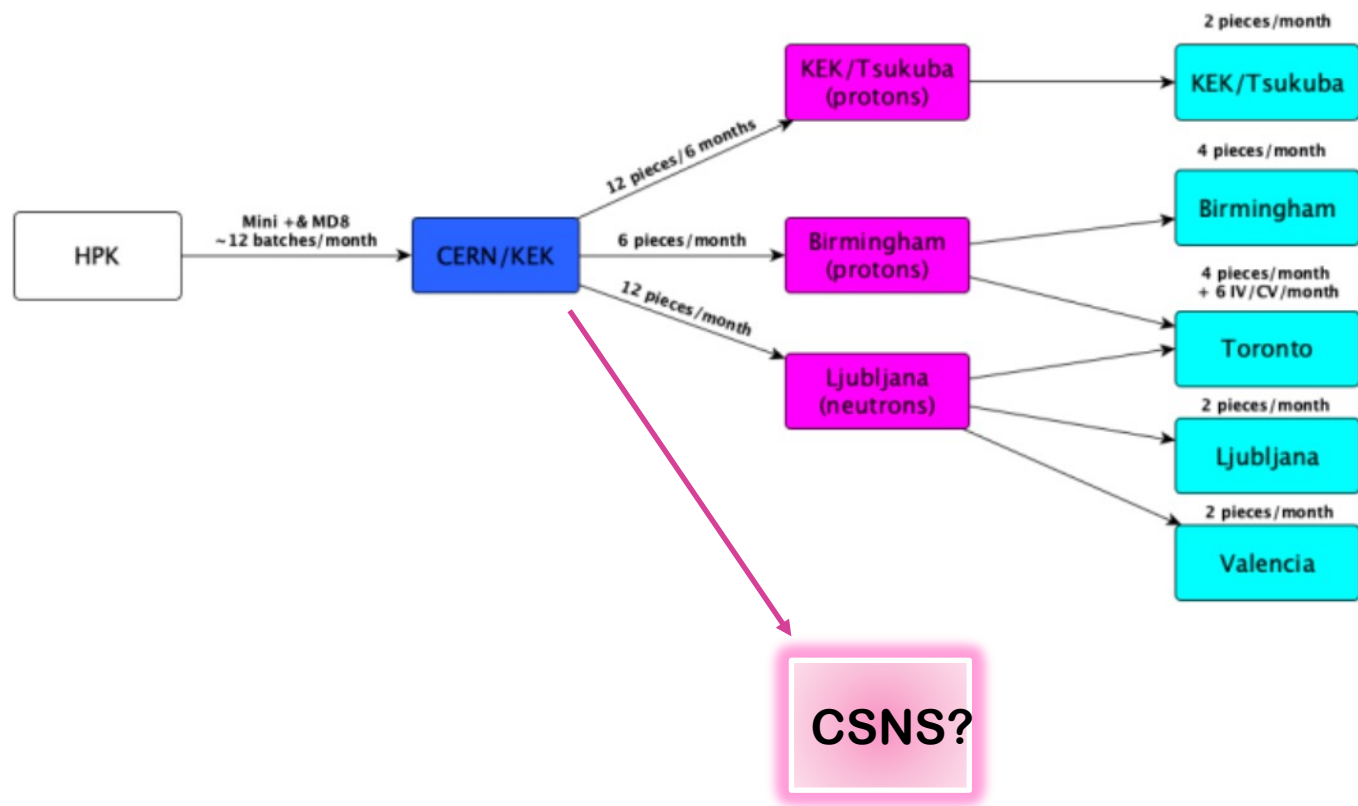 HPK
Mini +& MD8
~12 batches/month
CERN/KEK
12 pieces/6 months
6 pieces/month
12 pieces/month
KEK/Tsukuba
(protons)
Birmingham
(protons)
Ljubljana
(neutrons)
2 pieces/month
KEK/Tsukuba
4 pieces/month
Birmingham
4 pieces/month
+ 6 IV/CV/month
Toronto
2 pieces/month
Ljubljana
2 pieces/month
Valencia
CSNS?